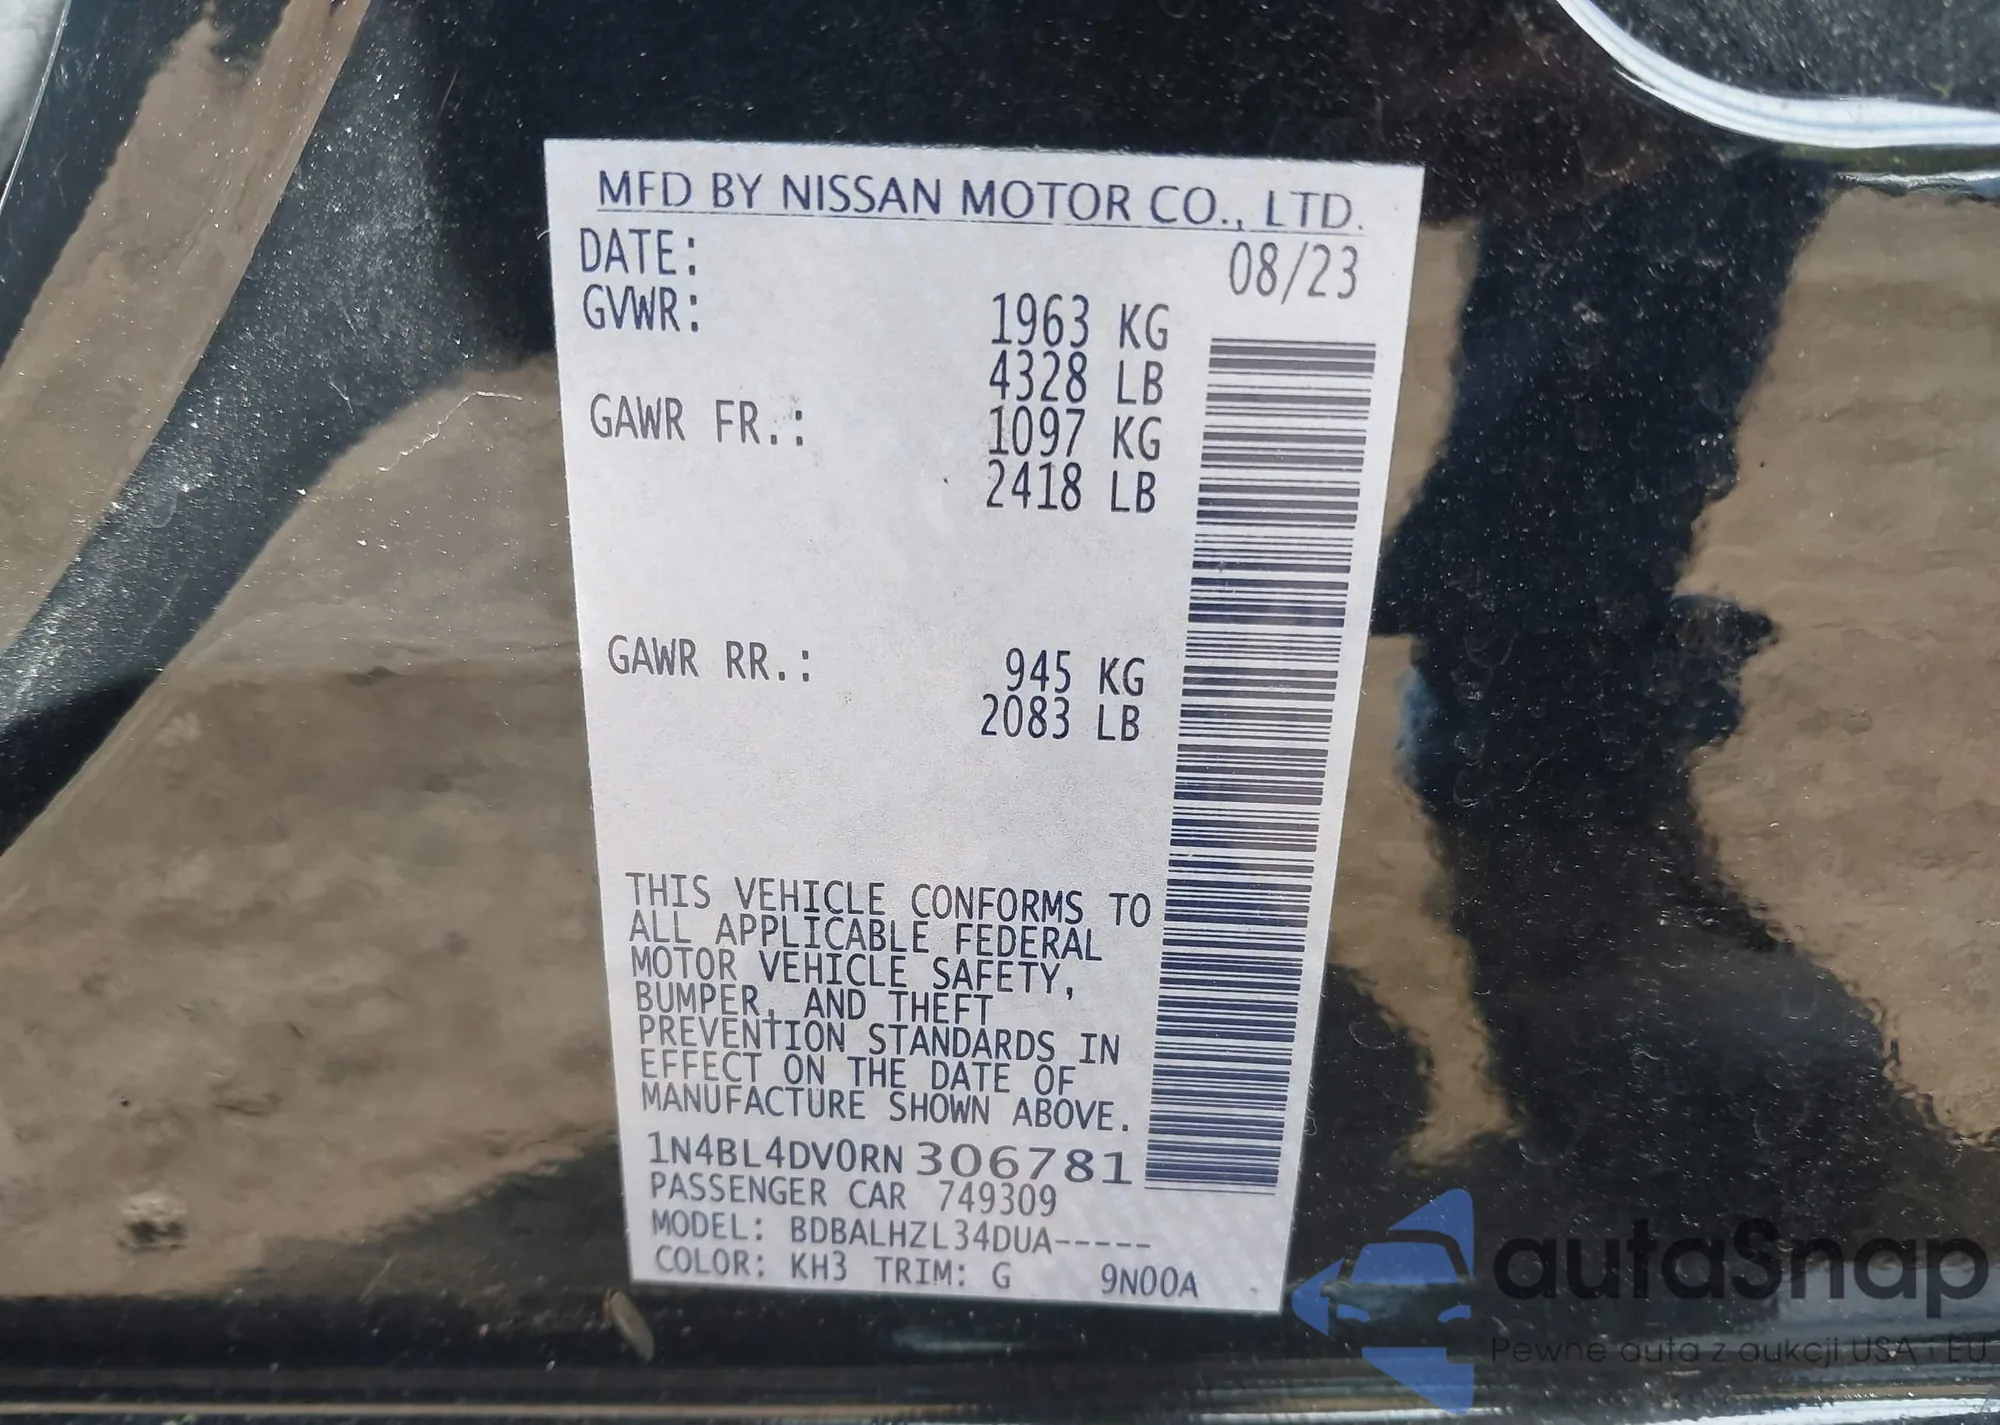 MFD BY NISSAN MOTOR CO., LTD.
DATE: 08/23
GVWR: 1963 KG
4328 LB
GAWR FR.: 1097 KG
2418 LB
GAWR RR.: 945 KG
2083 LB
THIS VEHICLE CONFORMS TO
ALL APPLICABLE FEDERAL
MOTOR VEHICLE SAFETY,
BUMPER, AND THEFT
PREVENTION STANDARDS IN
EFFECT ON THE DATE OF
MANUFACTURE SHOWN ABOVE.
1N4BL4DV0RN306781
PASSENGER CAR 749309
MODEL: BDBALHZL34DUA-----
COLOR: KH3 TRIM: G 9N00A
autaSnap
Pewne auta z aukcji USA i EU